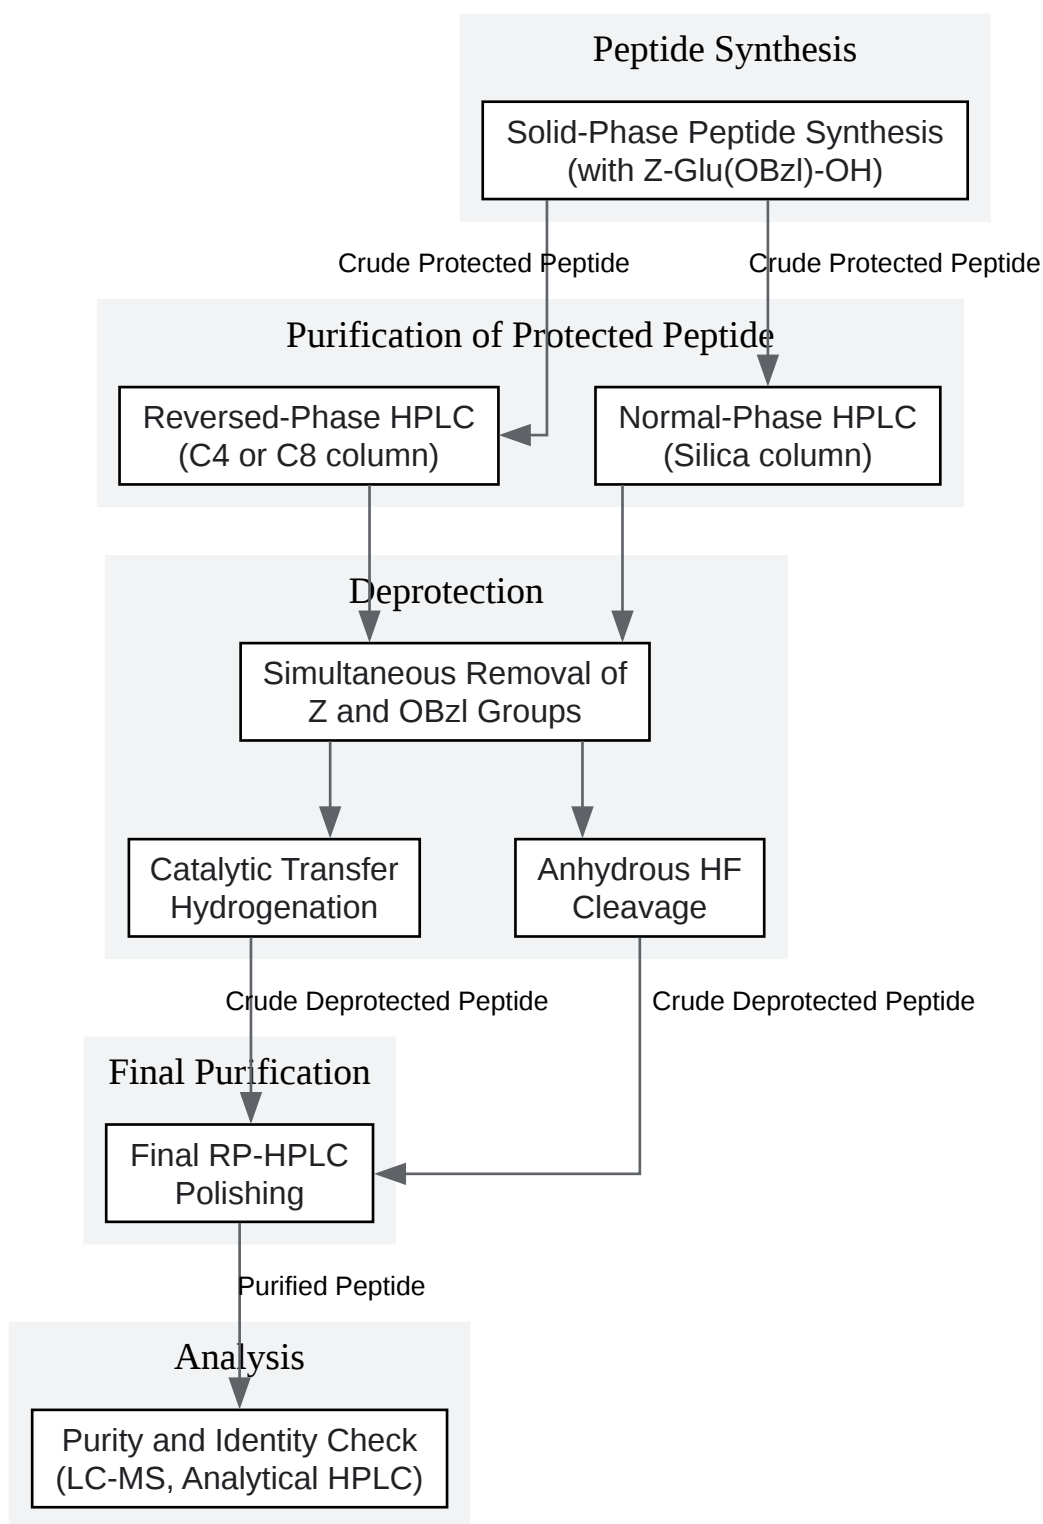 Peptide Synthesis
Solid-Phase Peptide Synthesis
(with Z-Glu(OBzl)-OH)
Crude Protected Peptide
Crude Protected Peptide
Purification of Protected Peptide
Reversed-Phase HPLC
(C4 or C8 column)
Normal-Phase HPLC
(Silica column)
Deprotection
Simultaneous Removal of
Z and OBzl Groups
Catalytic Transfer
Hydrogenation
Anhydrous HF
Cleavage
Crude Deprotected Peptide
Crude Deprotected Peptide
Final Purification
Final RP-HPLC
Polishing
Purified Peptide
Analysis
Purity and Identity Check
(LC-MS, Analytical HPLC)